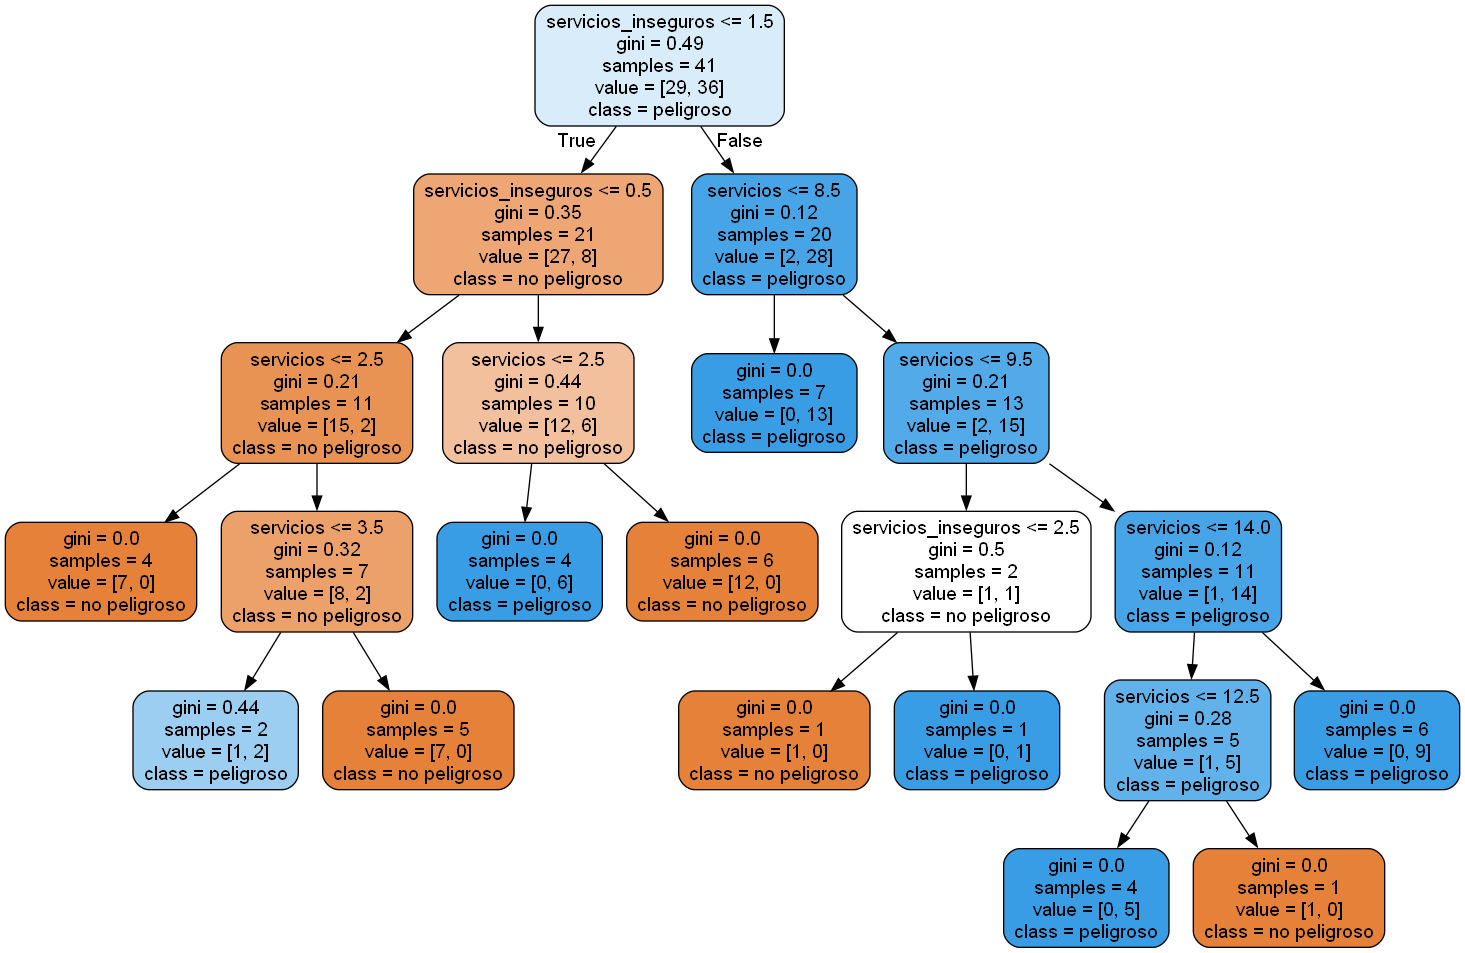 servicios_inseguros <= 1.5
gini = 0.49
samples = 41
value = [29, 36]
class = peligroso
True
False
servicios_inseguros <= 0.5
gini = 0.35
samples = 21
value = [27, 8]
class = no peligroso
servicios <= 8.5
gini = 0.12
samples = 20
value = [2, 28]
class = peligroso
servicios <= 2.5
gini = 0.21
samples = 11
value = [15, 2]
class = no peligroso
servicios <= 2.5
gini = 0.44
samples = 10
value = [12, 6]
class = no peligroso
gini = 0.0
samples = 7
value = [0, 13]
class = peligroso
servicios <= 9.5
gini = 0.21
samples = 13
value = [2, 15]
class = peligroso
gini = 0.0
samples = 4
value = [7, 0]
class = no peligroso
servicios <= 3.5
gini = 0.32
samples = 7
value = [8, 2]
class = no peligroso
gini = 0.0
samples = 4
value = [0, 6]
class = peligroso
gini = 0.0
samples = 6
value = [12, 0]
class = no peligroso
servicios_inseguros <= 2.5
gini = 0.5
samples = 2
value = [1, 1]
class = no peligroso
servicios <= 14.0
gini = 0.12
samples = 11
value = [1, 14]
class = peligroso
gini = 0.44
samples = 2
value = [1, 2]
class = peligroso
gini = 0.0
samples = 5
value = [7, 0]
class = no peligroso
gini = 0.0
samples = 1
value = [1, 0]
class = no peligroso
gini = 0.0
samples = 1
value = [0, 1]
class = peligroso
servicios <= 12.5
gini = 0.28
samples = 5
value = [1, 5]
class = peligroso
gini = 0.0
samples = 6
value = [0, 9]
class = peligroso
gini = 0.0
samples = 4
value = [0, 5]
class = peligroso
gini = 0.0
samples = 1
value = [1, 0]
class = no peligroso